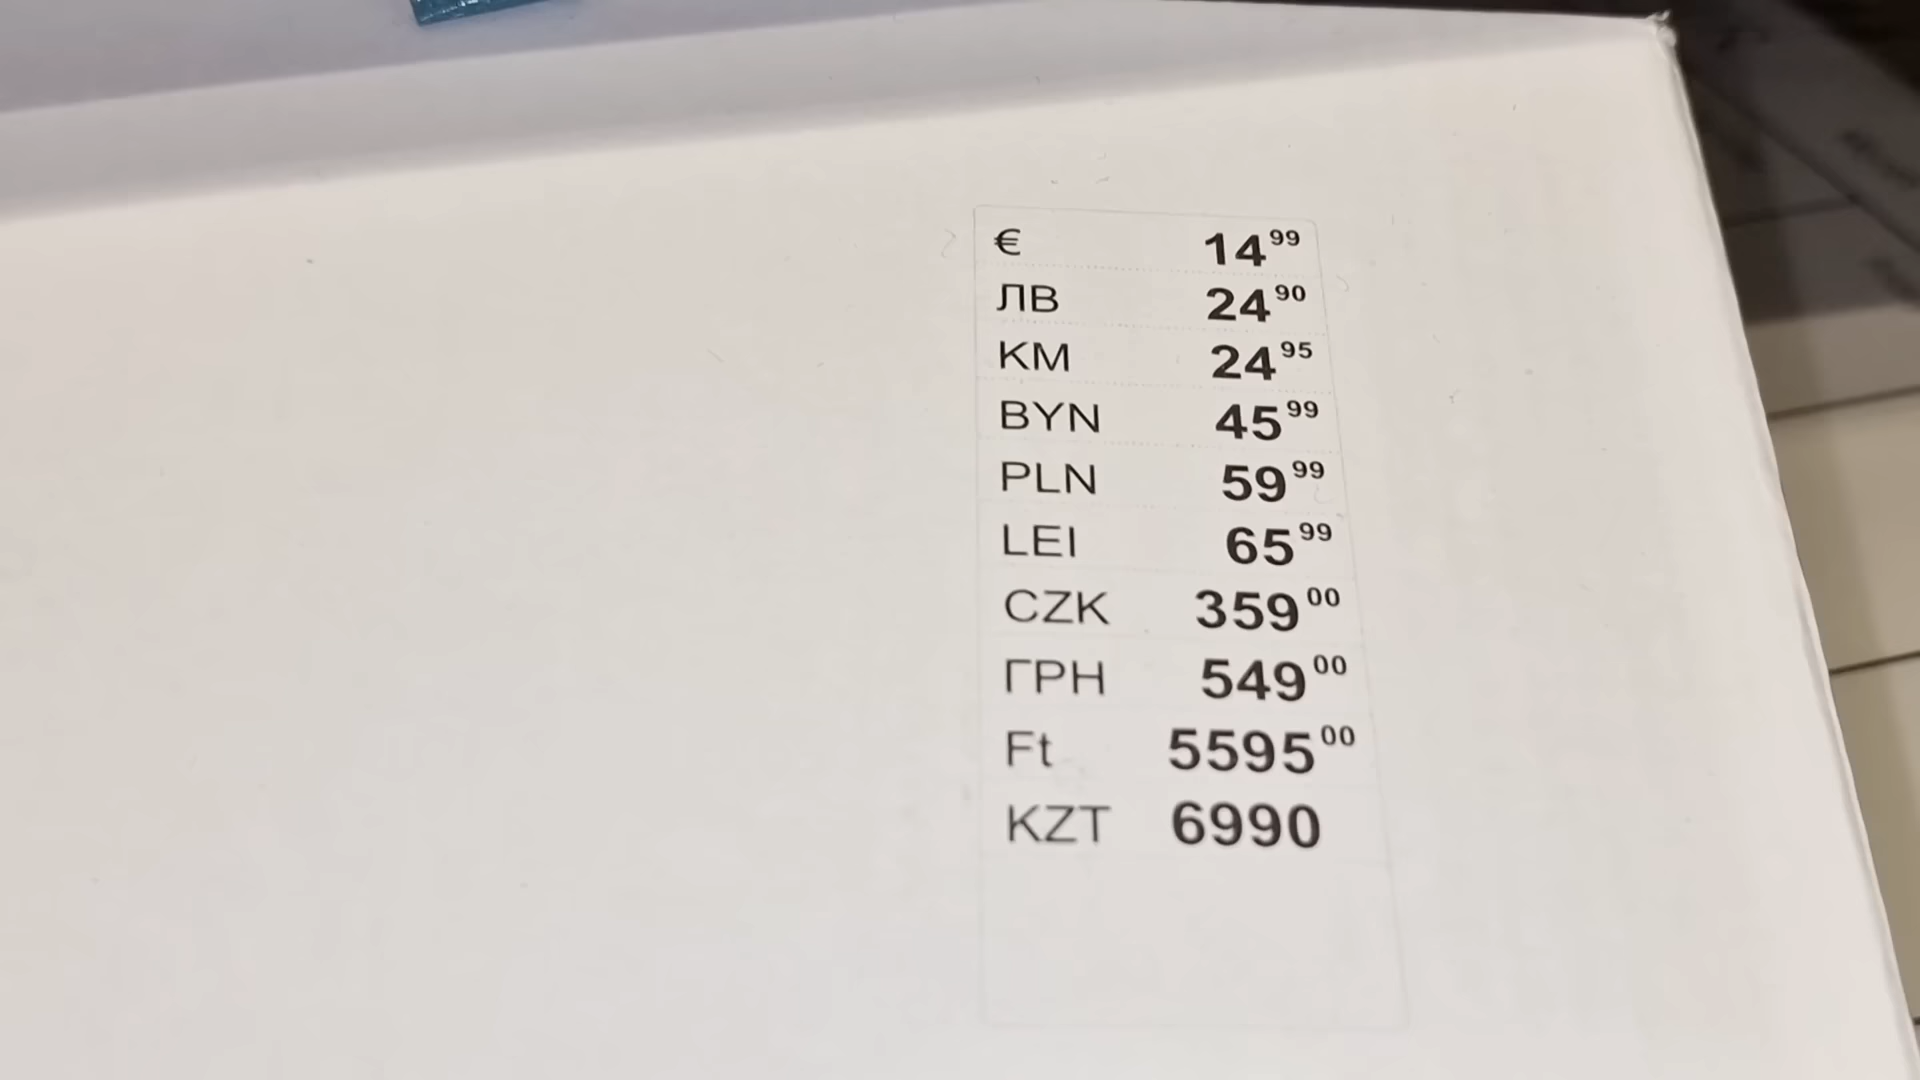 € 14⁹⁹
ЛВ 24⁹⁰
KM 24⁹⁵
BYN 45⁹⁹
PLN 59⁹⁹
LEI 65⁹⁹
CZK 359⁰⁰
ГРН 549⁰⁰
Ft 5595⁰⁰
KZT 6990